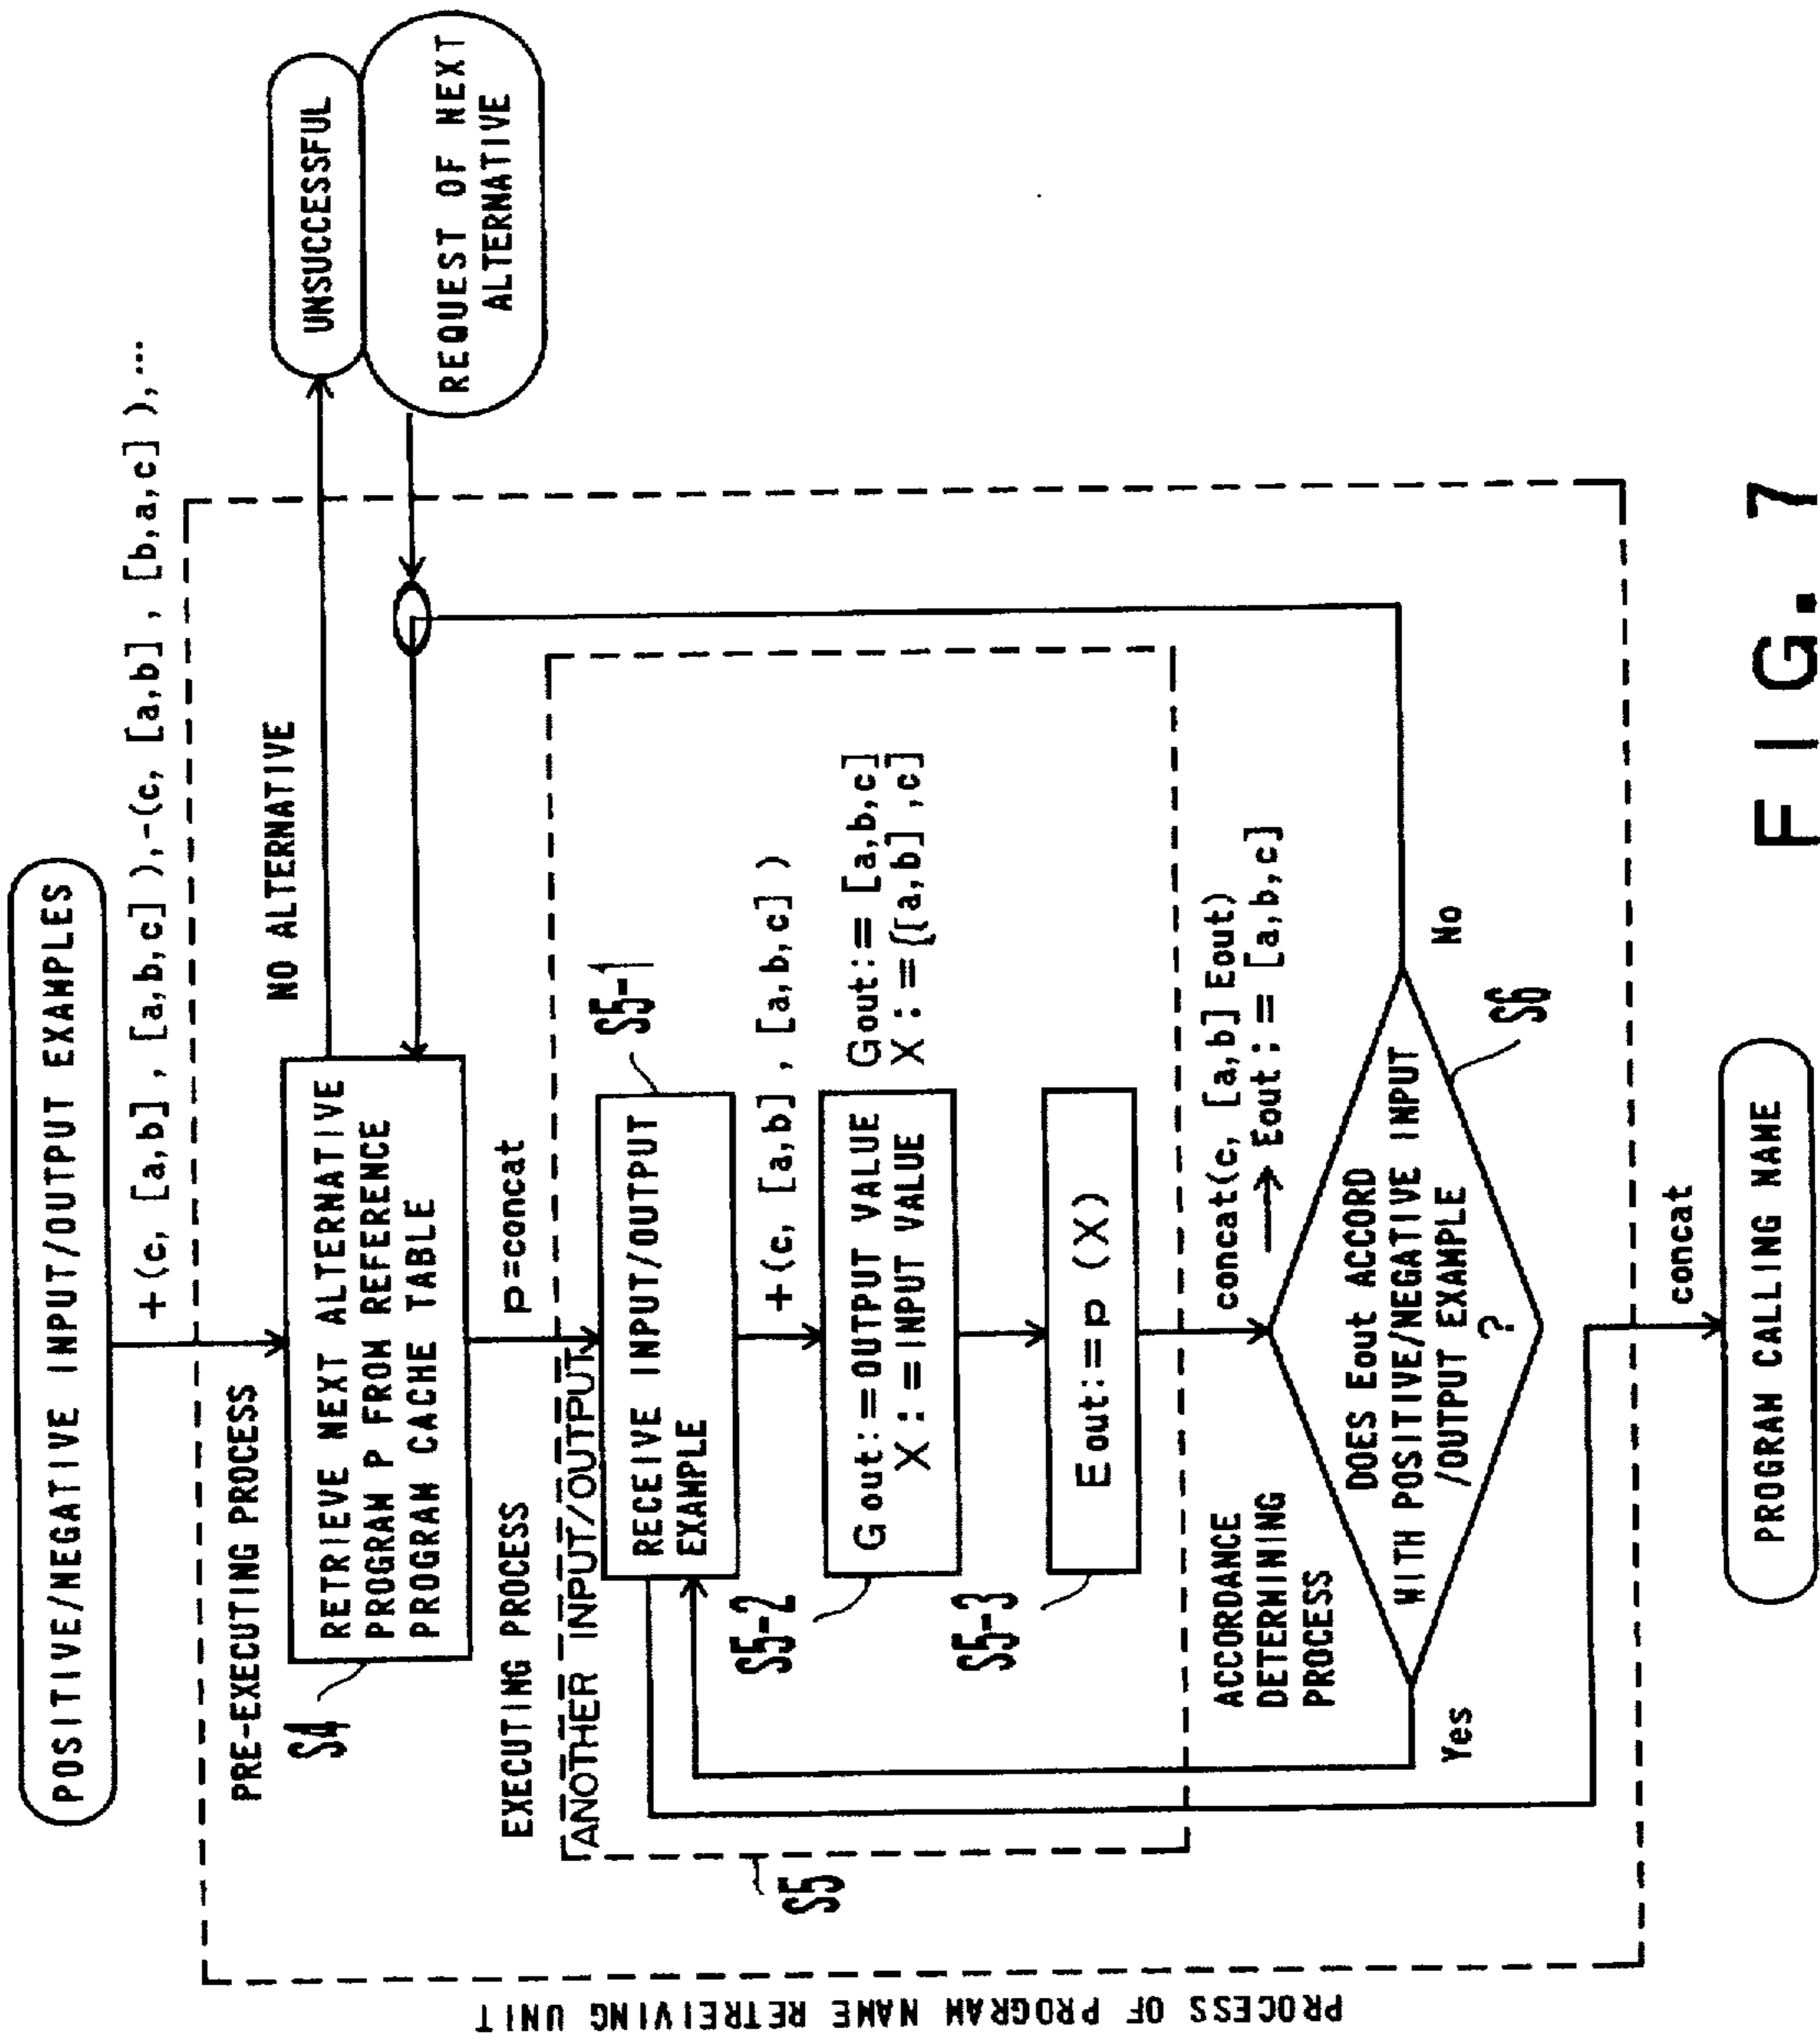 POSITIVE/NEGATIVE INPUT/OUTPUT EXAMPLES
+(c, [a,b] , [a,b,c] ),-(c, [a,b] , [b,a,c] ),...
PRE-EXECUTING PROCESS
NO ALTERNATIVE
UNSUCCESSFUL
REQUEST OF NEXT
ALTERNATIVE
S4
RETRIEVE NEXT ALTERNATIVE
PROGRAM P FROM REFERENCE
PROGRAM CACHE TABLE
p=concat
EXECUTING PROCESS
ANOTHER INPUT/OUTPUT
S5
S5-1
RECEIVE INPUT/OUTPUT
EXAMPLE
+(c, [a,b] , [a,b,c] )
S5-2
Gout:=OUTPUT VALUE
X:=INPUT VALUE
Gout:= [a,b,c]
X:={[a,b] ,c]
S5-3
Eout:=p (X)
concat(c, [a,b] Eout)
→ Eout:= [a,b,c]
ACCORDANCE
DETERMINING
PROCESS
DOES Eout ACCORD
WITH POSITIVE/NEGATIVE INPUT
/OUTPUT EXAMPLE
?
S6
Yes
No
concat
PROGRAM CALLING NAME
PROCESS OF PROGRAM NAME RETREIVING UNIT
FIG. 7